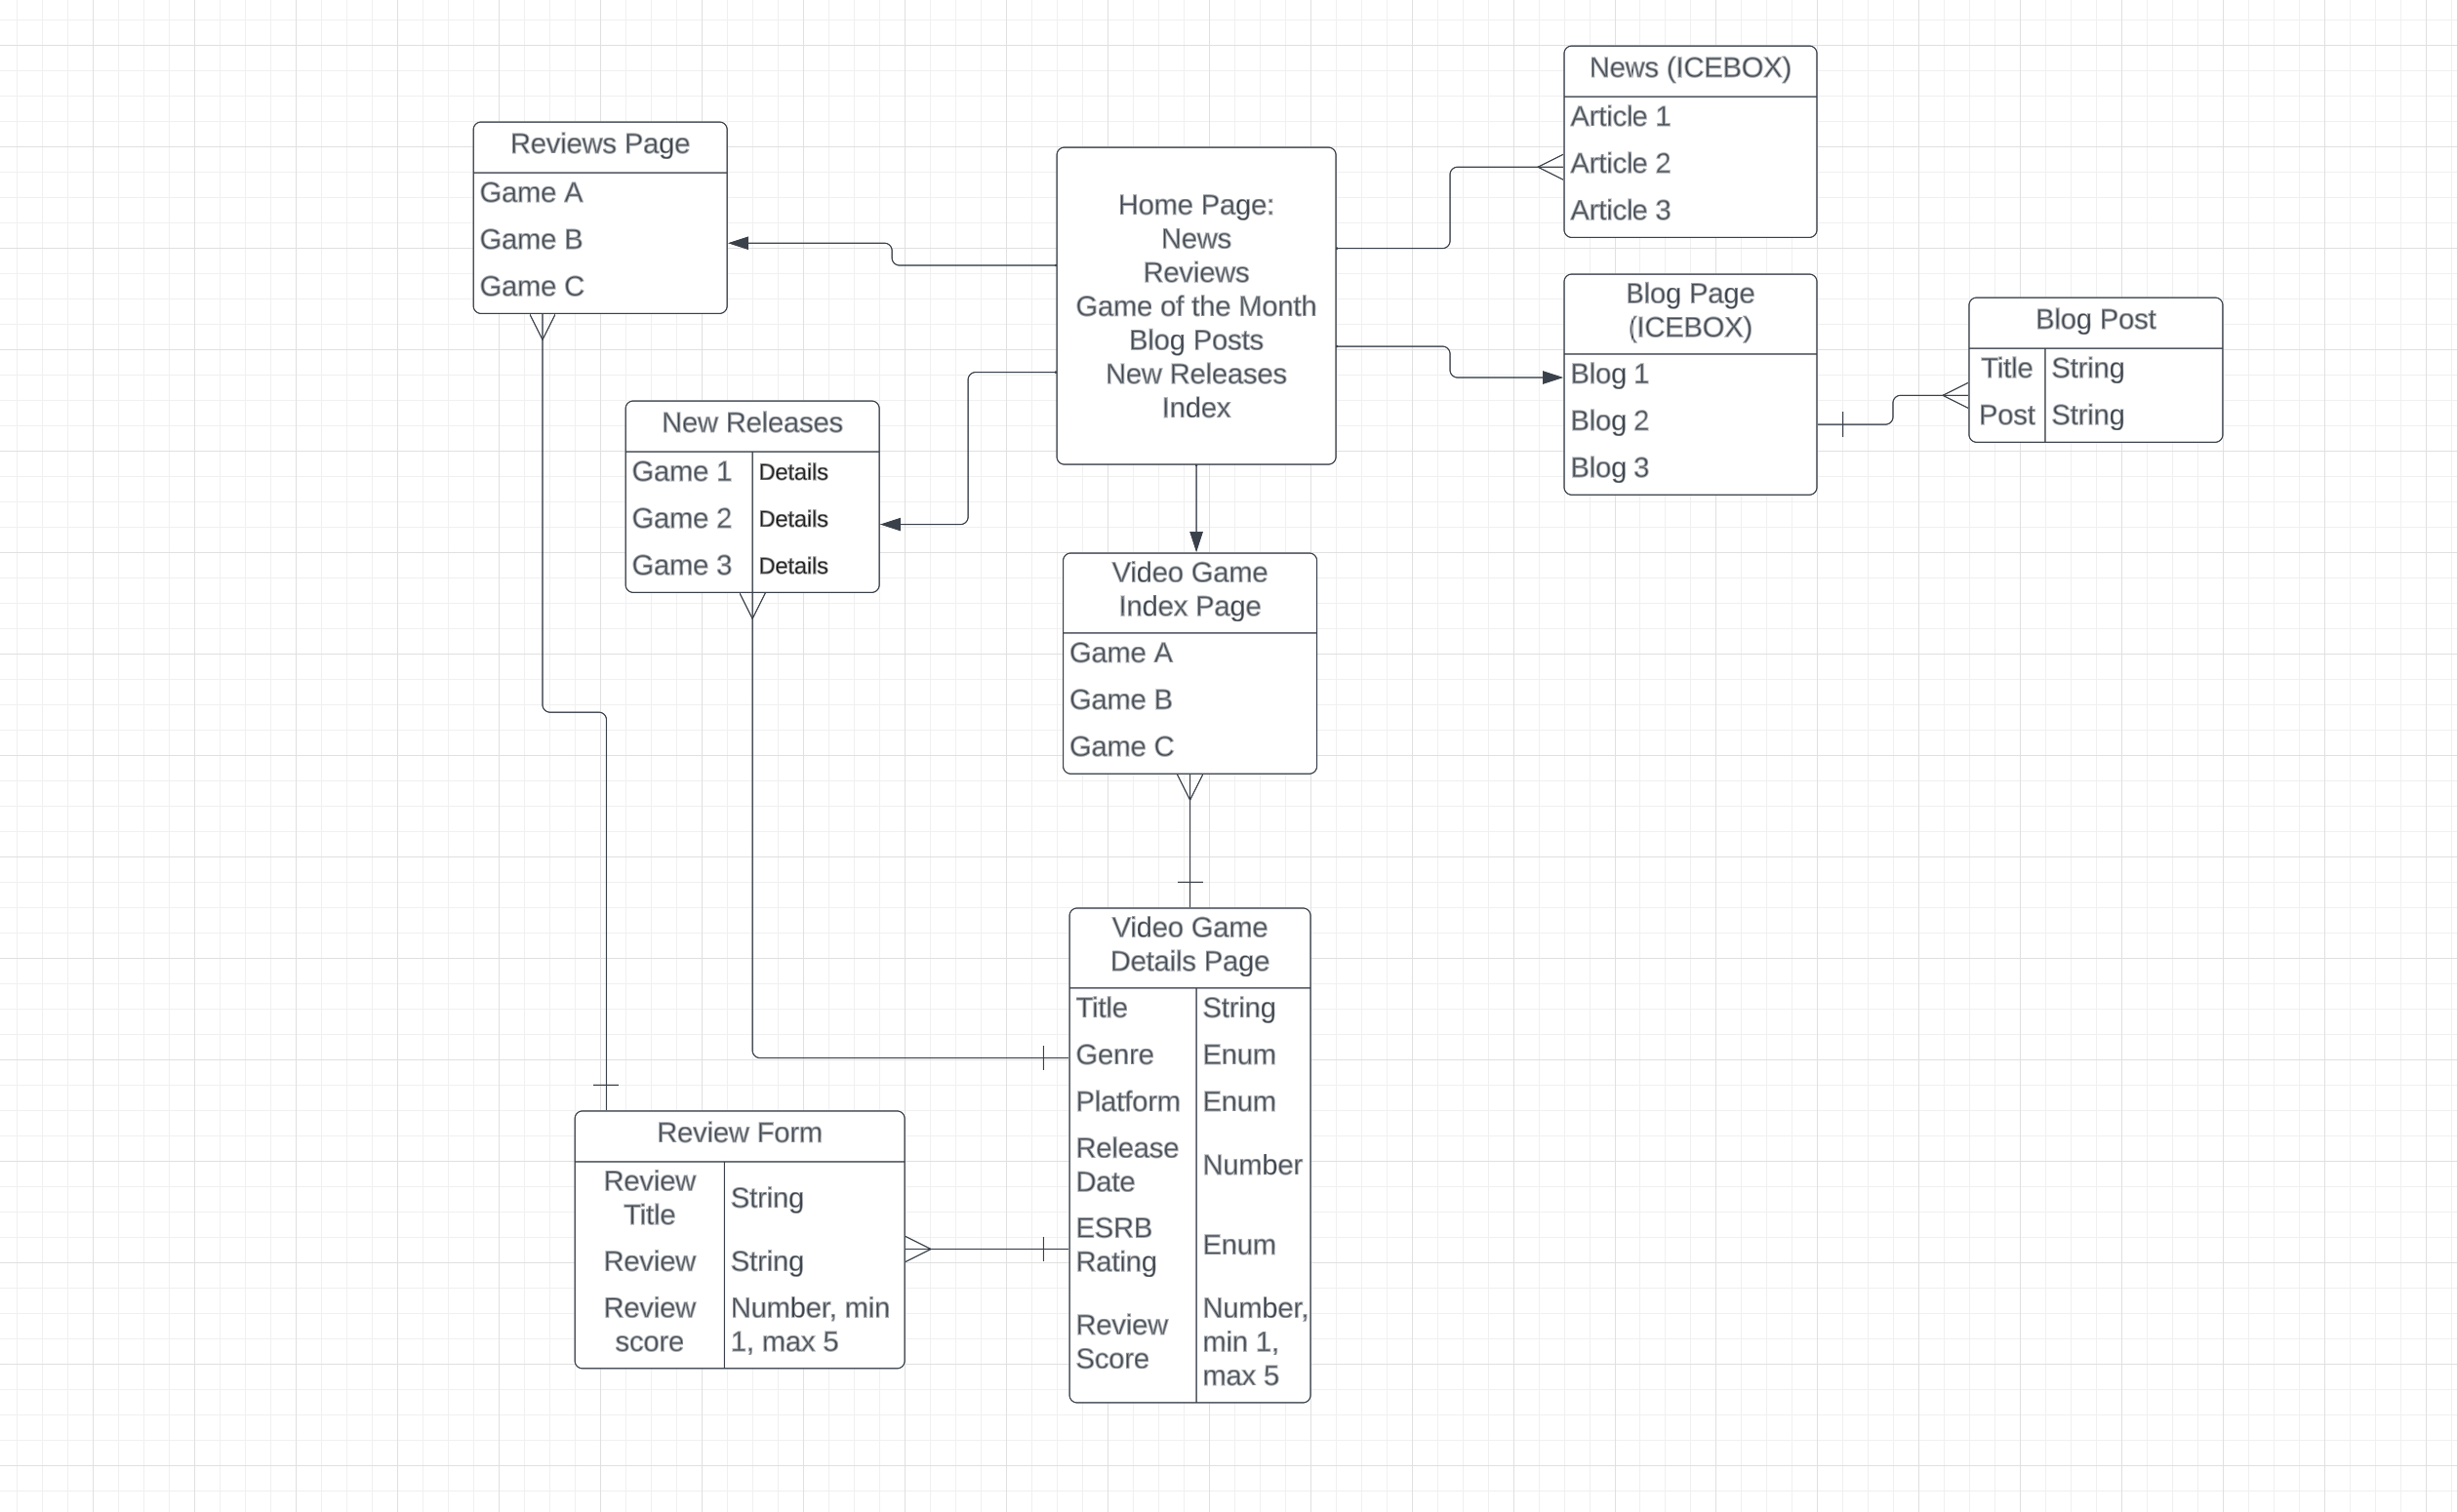 News (ICEBOX)
Article 1
Article 2
Article 3
Reviews Page
Game A
Game B
Game C
Home Page:
News
Reviews
Game of the Month
Blog Posts
New Releases
Index
Blog Page
(ICEBOX)
Blog 1
Blog 2
Blog 3
Blog Post
Title String
Post String
New Releases
Game 1 Details
Game 2 Details
Game 3 Details
Video Game
Index Page
Game A
Game B
Game C
Video Game
Details Page
Title String
Genre Enum
Platform Enum
Release
Date
Number
ESRB
Rating
Enum
Review
Score
Number,
min 1,
max 5
Review Form
Review
Title
String
Review String
Review
score
Number, min
1, max 5